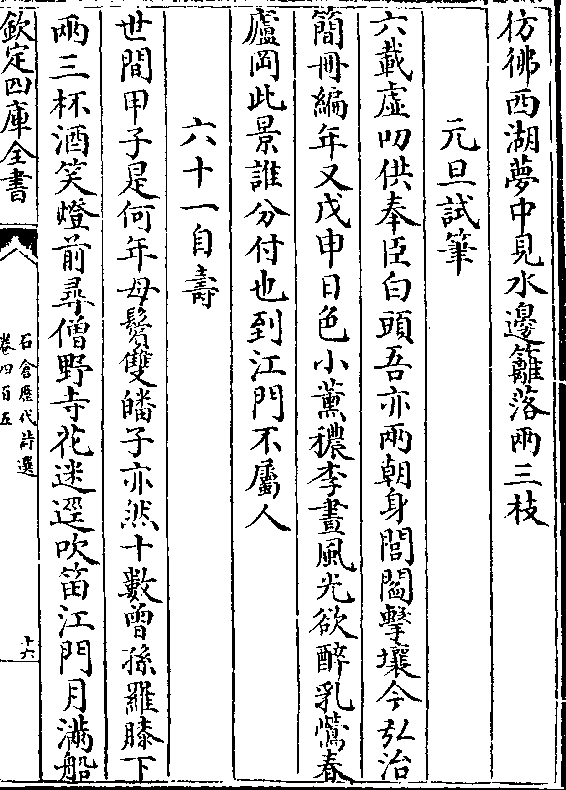 彷彿西湖夢中見水邊籬落兩三枝
元旦試筆
六載虛叨供奉臣白頭吾亦兩朝身閭閻擊壤今弘治
簡冊編年又戊申日色小薰穠李晝風光欲醉乳鶯春
廬岡此景誰分付也到江門不屬人
六十一自壽
世間甲子是何年母鬢雙皤子亦然十數曾孫羅膝下
兩三杯酒笑燈前尋僧野寺花迷逕吹笛江門月滿船
欽定四庫全書
石倉歷代詩選
卷四百五
十六